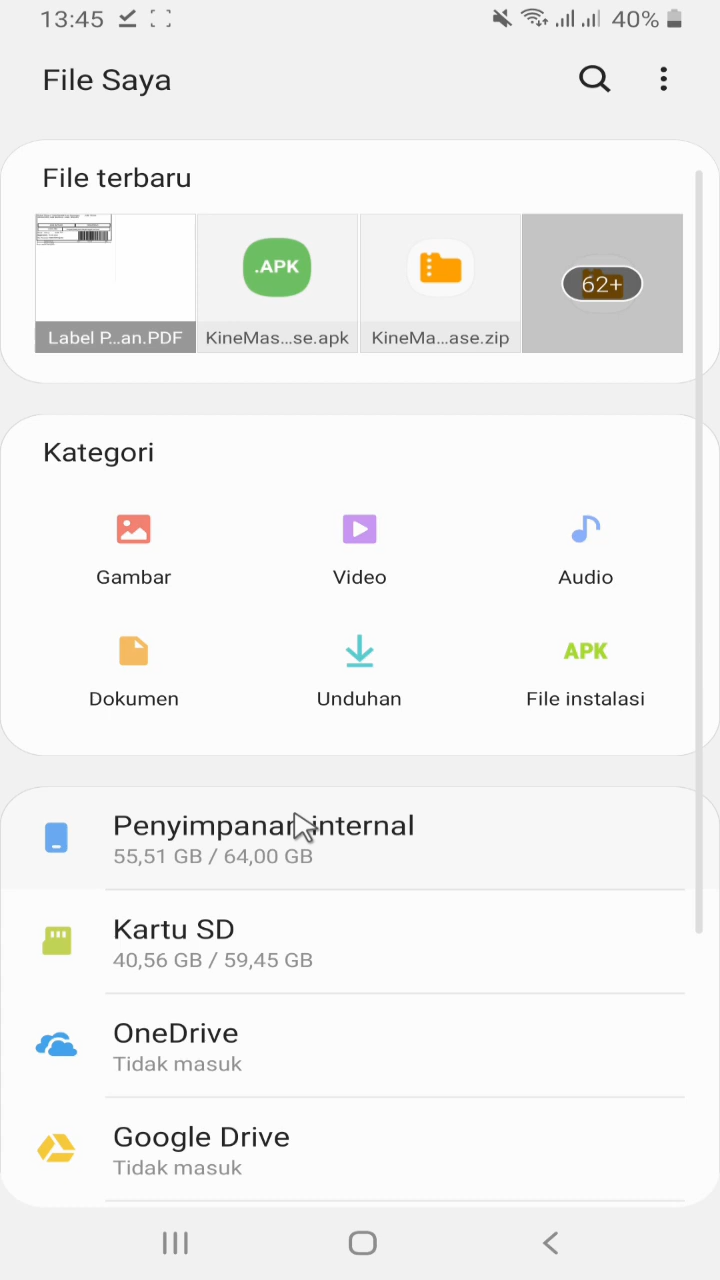 13:45
40%
File Saya
File terbaru
.APK
62+
Label P...an.PDF
KineMas...se.apk
KineMa...ase.zip
Kategori
Gambar
Video
Audio
APK
Dokumen
Unduhan
File instalasi
Penyimpanan internal
55,51 GB / 64,00 GB
Kartu SD
40,56 GB / 59,45 GB
OneDrive
Tidak masuk
Google Drive
Tidak masuk